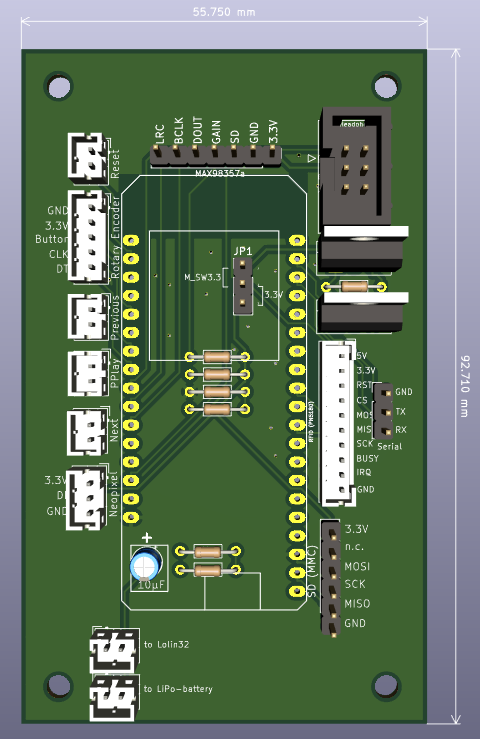 55.750 mm
92.710 mm
LRC
BCLK
DOUT
GAIN
SD
GND
3.3V
MAX98357a
Reset
Rotary Encoder
GND
3.3V
Button
CLK
DT
Previous
PPlay
Next
Neopixel
3.3V
DI
GND
JP1
M_SW3.3
3.3V
5V
3.3V
RST
CS
MOSI
MISO
SCK
BUSY
IRQ
GND
GND
TX
RX
Serial
SD (MMC)
3.3V
n.c.
MOSI
SCK
MISO
GND
+
10µF
to Lolin32
to LiPo-battery